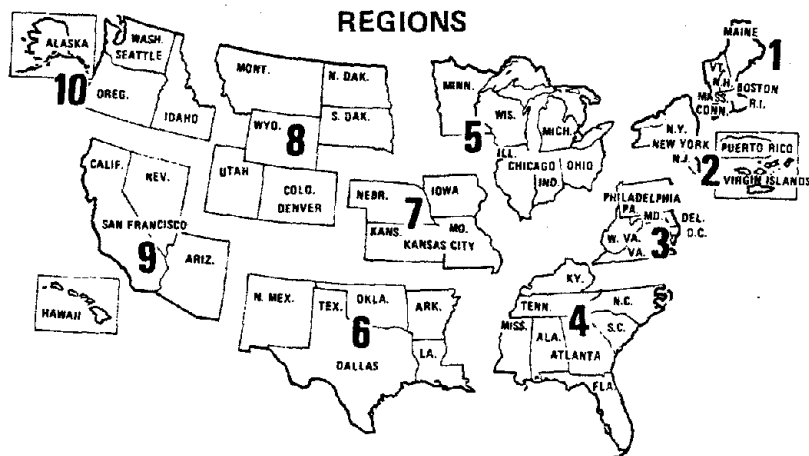 REGIONS
ALASKA
WASH.
SEATTLE
10
OREG.
IDAHO
MONT.
N. DAK.
S. DAK.
WYO.
8
UTAH
COLO.
DENVER
MINN.
WIS.
MICH.
5
ILL.
CHICAGO
IND.
OHIO
MAINE
1
VT.
N.H.
BOSTON
MASS.
R.I.
CONN.
N.Y.
NEW YORK
N.J.
2
PUERTO RICO
VIRGIN ISLANDS
CALIF.
NEV.
SAN FRANCISCO
9
ARIZ.
HAWAII
NEBR.
IOWA
7
KANS.
MO.
KANSAS CITY
PHILADELPHIA
PA.
MD.
DEL.
D.C.
W. VA.
3
VA.
N. MEX.
TEX.
OKLA.
ARK.
6
LA.
DALLAS
KY.
TENN.
N.C.
4
MISS.
S.C.
ALA.
ATLANTA
FLA.